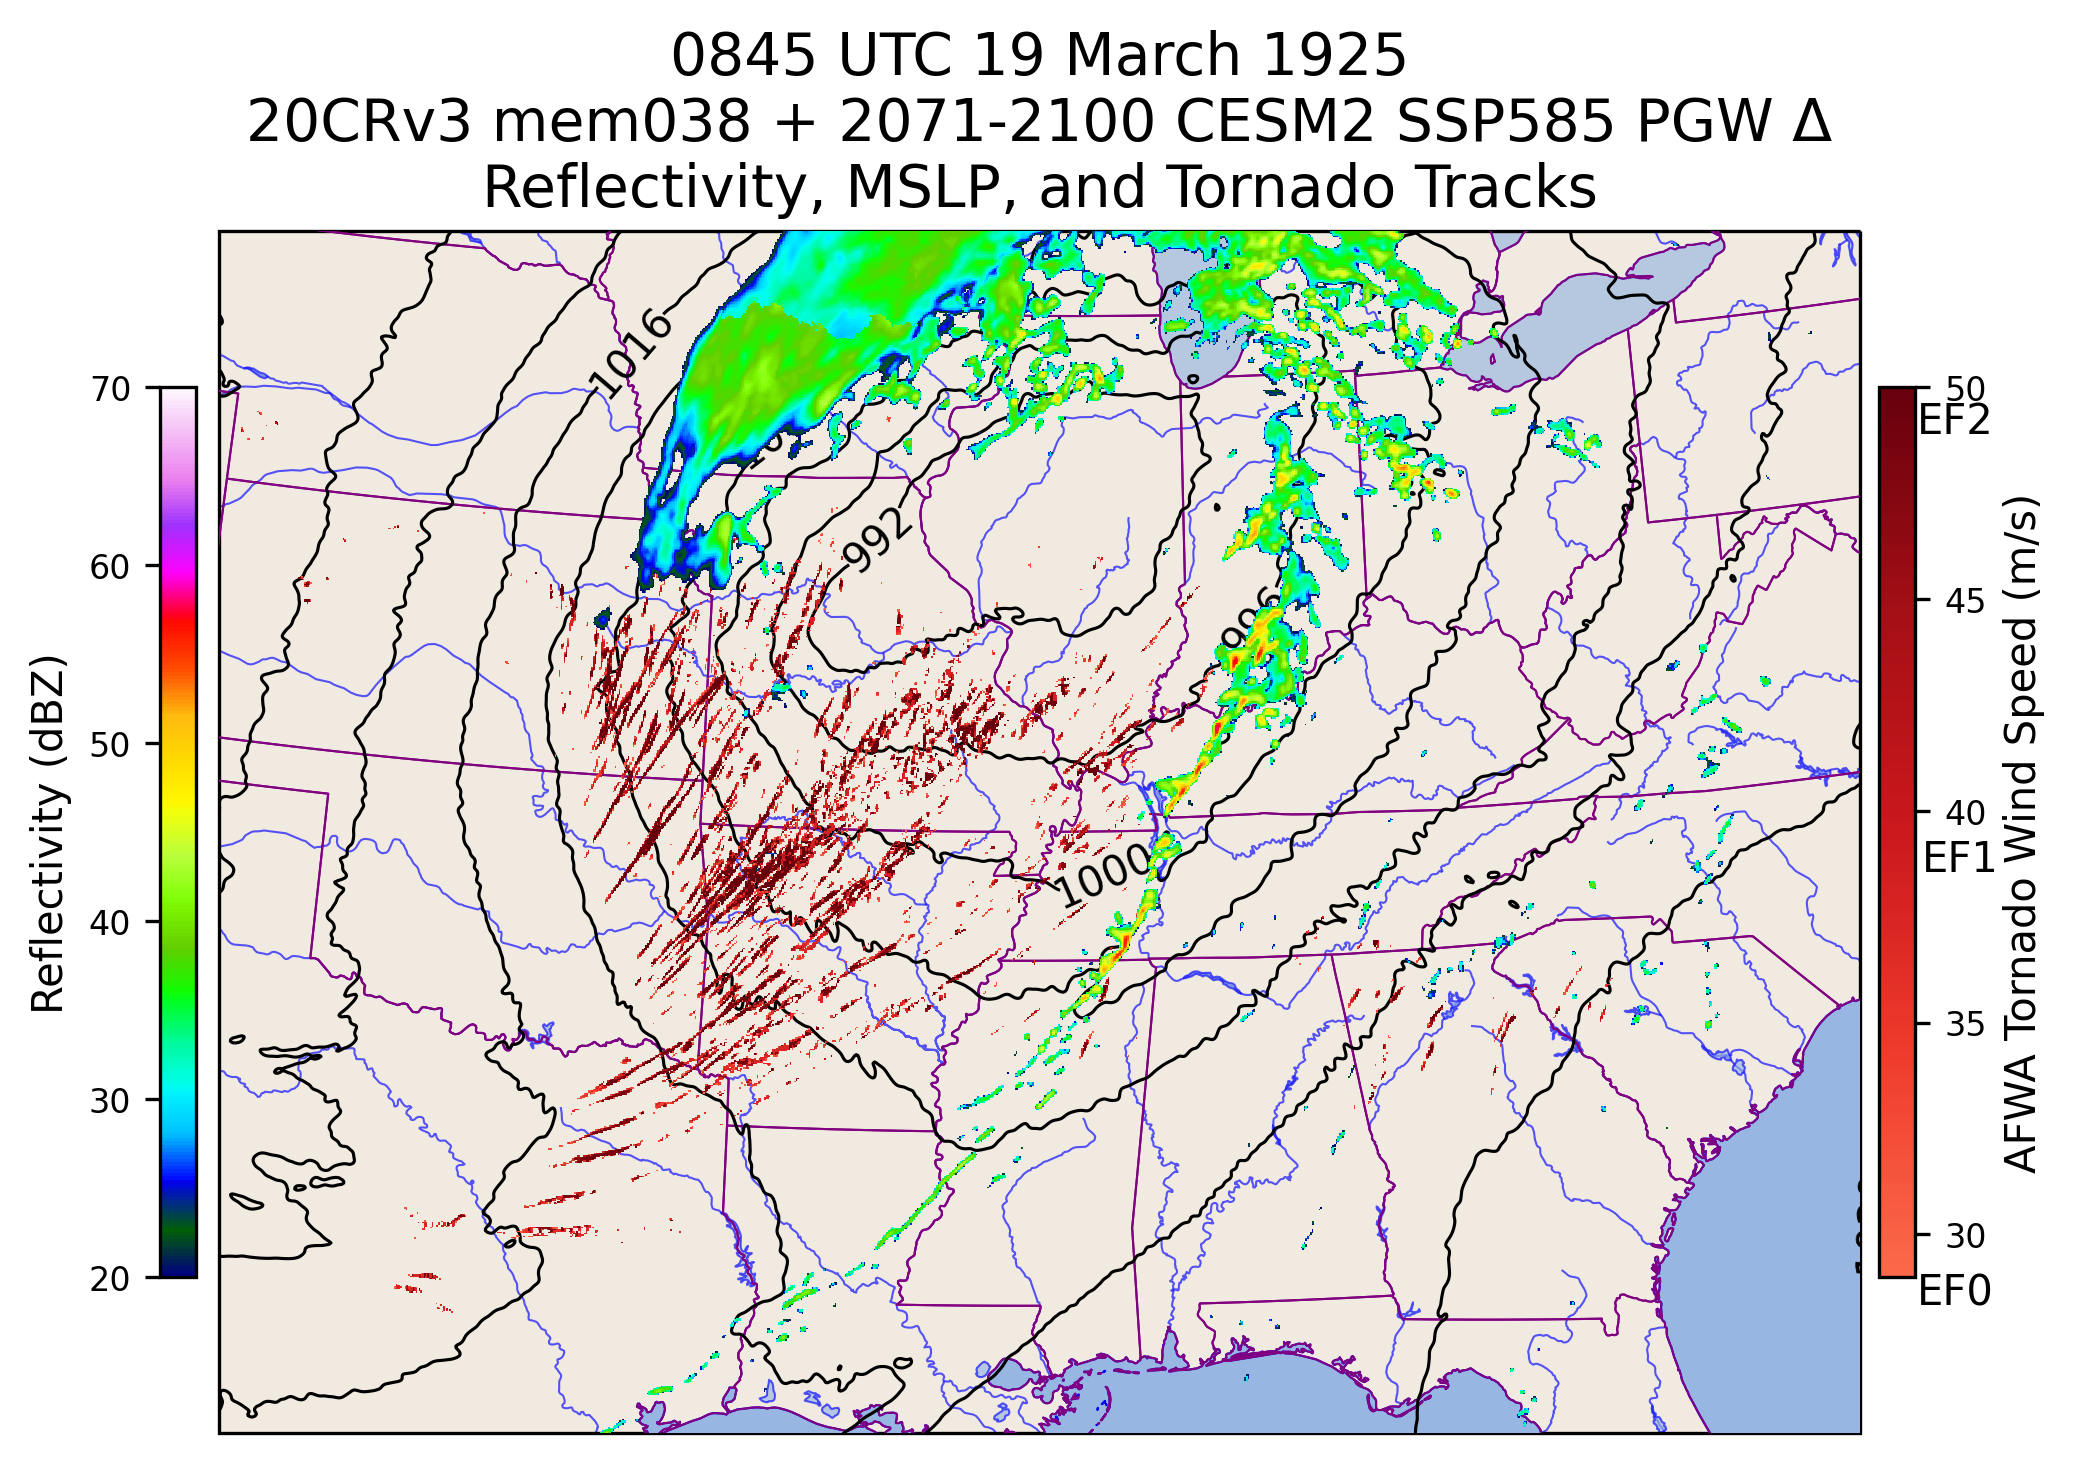 0845 UTC 19 March 1925
20CRv3 mem038 + 2071-2100 CESM2 SSP585 PGW Δ
Reflectivity, MSLP, and Tornado Tracks
Reflectivity (dBZ)
70
60
50
40
30
20
1016
992
996
1000
50
EF2
45
40
EF1
35
30
EF0
AFWA Tornado Wind Speed (m/s)